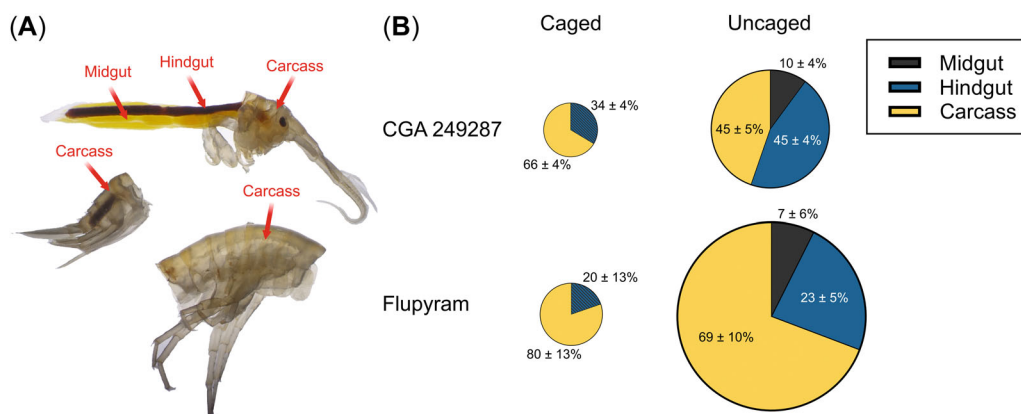 (A)
Midgut
Hindgut
Carcass
Carcass
Carcass
(B)
Caged
Uncaged
CGA 249287
34 ± 4%
66 ± 4%
10 ± 4%
45 ± 5%
45 ± 4%
Flupyram
20 ± 13%
80 ± 13%
7 ± 6%
23 ± 5%
69 ± 10%
Midgut
Hindgut
Carcass